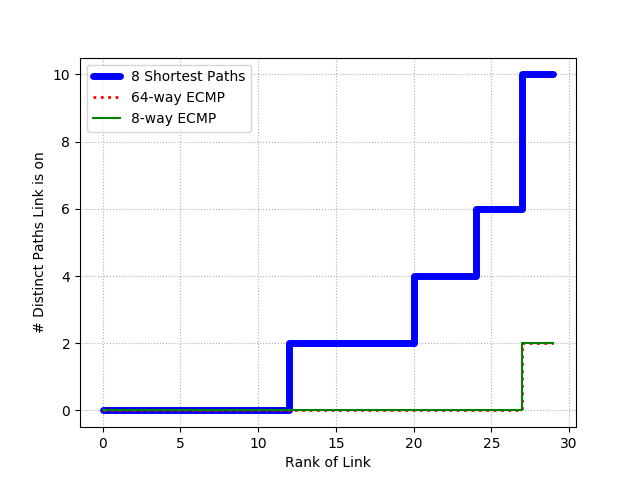 8 Shortest Paths
64-way ECMP
8-way ECMP
# Distinct Paths Link is on
10
8
6
4
2
0
0 5 10 15 20 25 30
Rank of Link